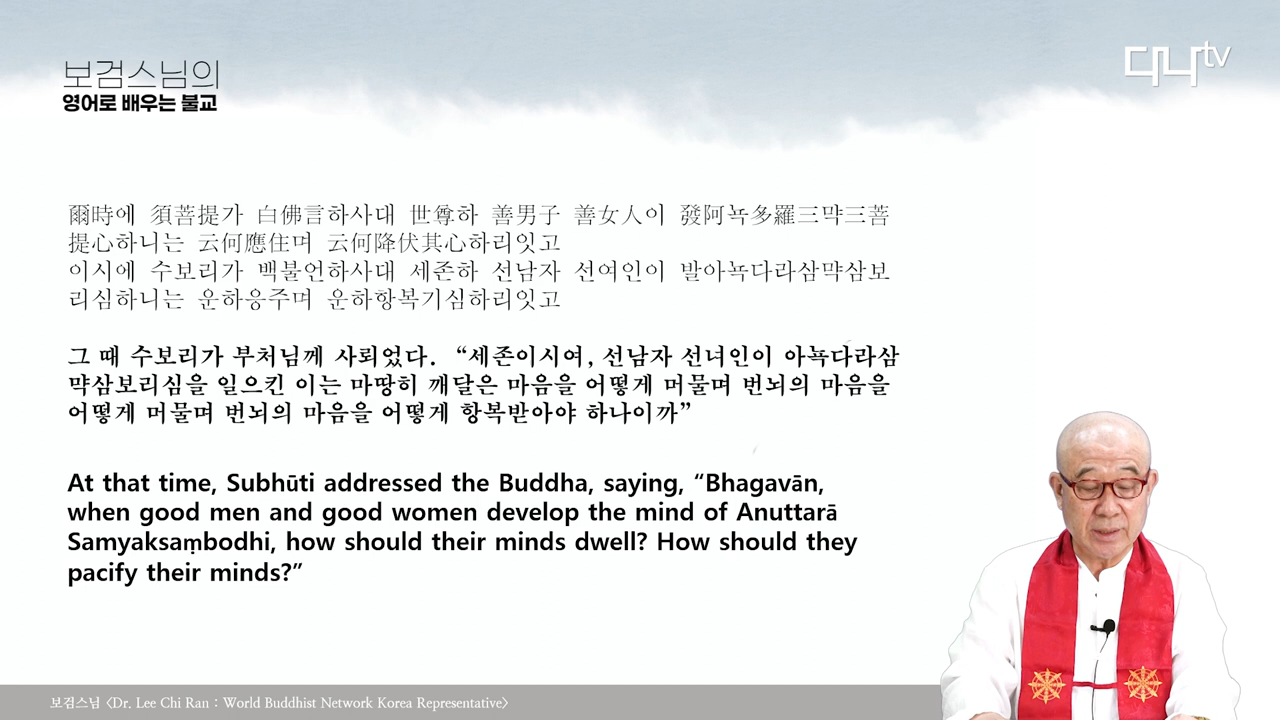 보검스님의
영어로 배우는 불교
디나tv
爾時에 須菩提가 白佛言하사대 世尊하 善男子 善女人이 發阿뇩多羅三먁三菩
提心하니는 云何應住며 云何降伏其心하리잇고
이시에 수보리가 백불언하사대 세존하 선남자 선여인이 발아뇩다라삼먁삼보
리심하니는 운하응주며 운하항복기심하리잇고
그 때 수보리가 부처님께 사뢰었다. “세존이시여, 선남자 선녀인이 아뇩다라삼
먁삼보리심을 일으킨 이는 마땅히 깨달은 마음을 어떻게 머물며 번뇌의 마음을
어떻게 머물며 번뇌의 마음을 어떻게 항복받아야 하나이까”
At that time, Subhūti addressed the Buddha, saying, “Bhagavān,
when good men and good women develop the mind of Anuttarā
Samyaksaṃbodhi, how should their minds dwell? How should they
pacify their minds?”
보검스님 <Dr. Lee Chi Ran : World Buddhist Network Korea Representative>